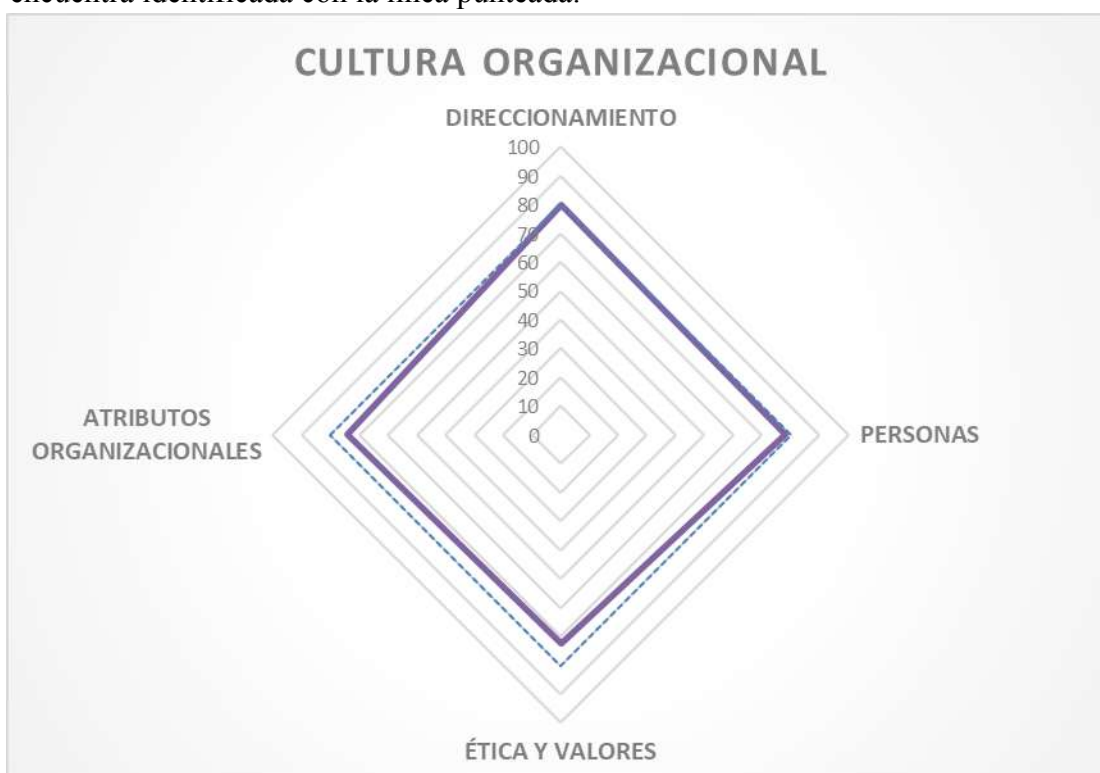 encuentra identificada con la línea punteada.
CULTURA ORGANIZACIONAL
DIRECCIONAMIENTO
100
90
80
70
60
50
40
30
20
10
0
ATRIBUTOS
ORGANIZACIONALES
PERSONAS
ÉTICA Y VALORES